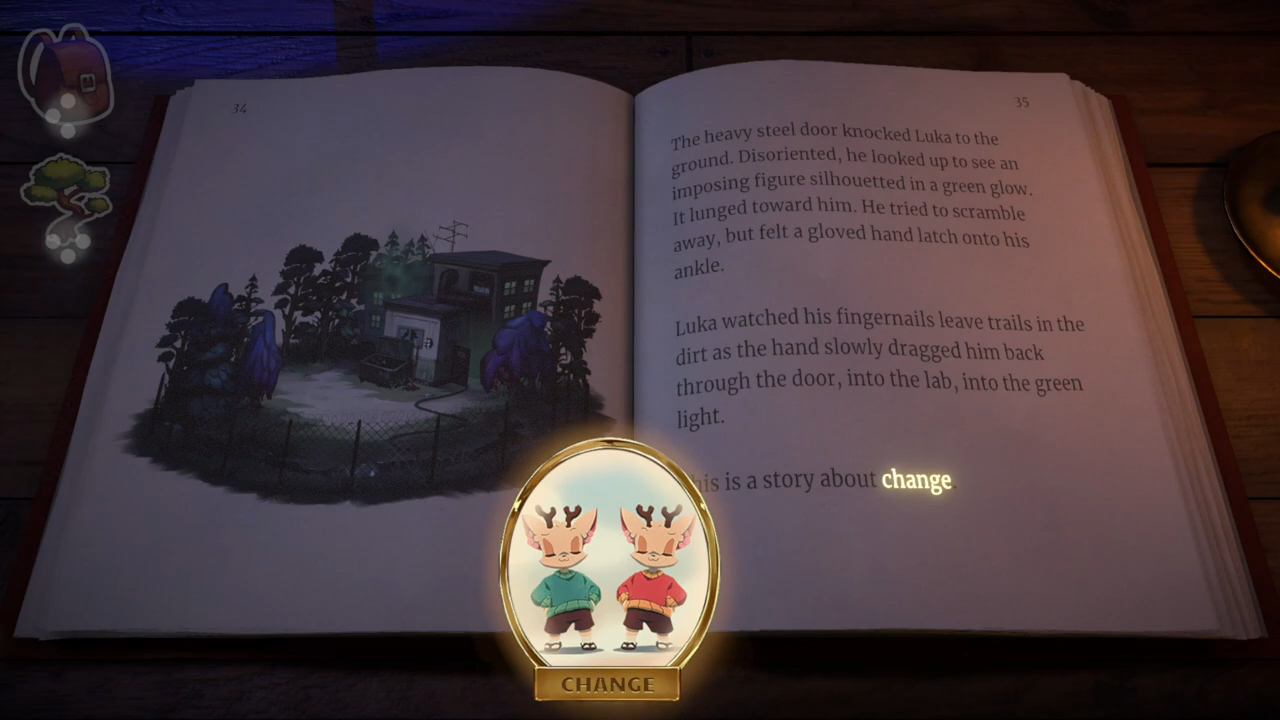 34
35
The heavy steel door knocked Luka to the
ground. Disoriented, he looked up to see an
imposing figure silhouetted in a green glow.
It lunged toward him. He tried to scramble
away, but felt a gloved hand latch onto his
ankle.
Luka watched his fingernails leave trails in the
dirt as the hand slowly dragged him back
through the door, into the lab, into the green
light.
his is a story about change.
CHANGE